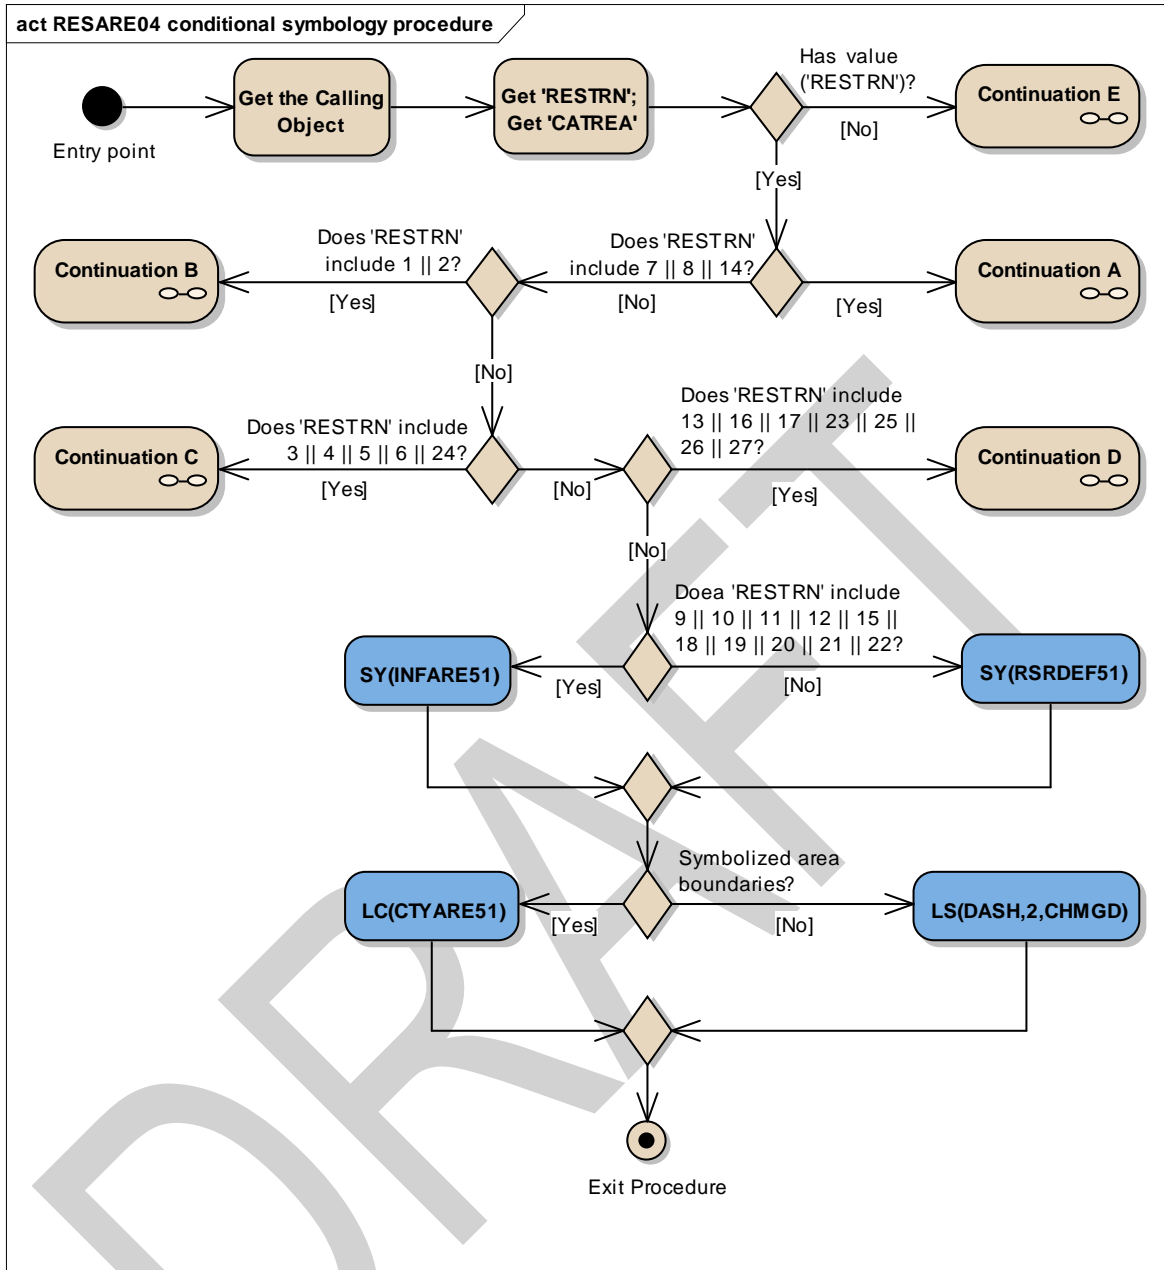 act RESARE04 conditional symbology procedure
Has value
('RESTRN')?
Get the Calling
Object
Get 'RESTRN';
Get 'CATREA'
Continuation E
[No]
Entry point
[Yes]
Does 'RESTRN'
include 1 || 2?
Does 'RESTRN'
include 7 || 8 || 14?
Continuation B
Continuation A
[Yes]
[No]
[Yes]
[No]
Does 'RESTRN' include
3 || 4 || 5 || 6 || 24?
Does 'RESTRN' include
13 || 16 || 17 || 23 || 25 ||
26 || 27?
Continuation C
Continuation D
[Yes]
[No]
[Yes]
[No]
Doea 'RESTRN' include
9 || 10 || 11 || 12 || 15 ||
18 || 19 || 20 || 21 || 22?
SY(INFARE51)
SY(RSRDEF51)
[Yes]
[No]
Symbolized area
boundaries?
LC(CTYARE51)
LS(DASH,2,CHMGD)
[Yes]
[No]
Exit Procedure
DRAFT